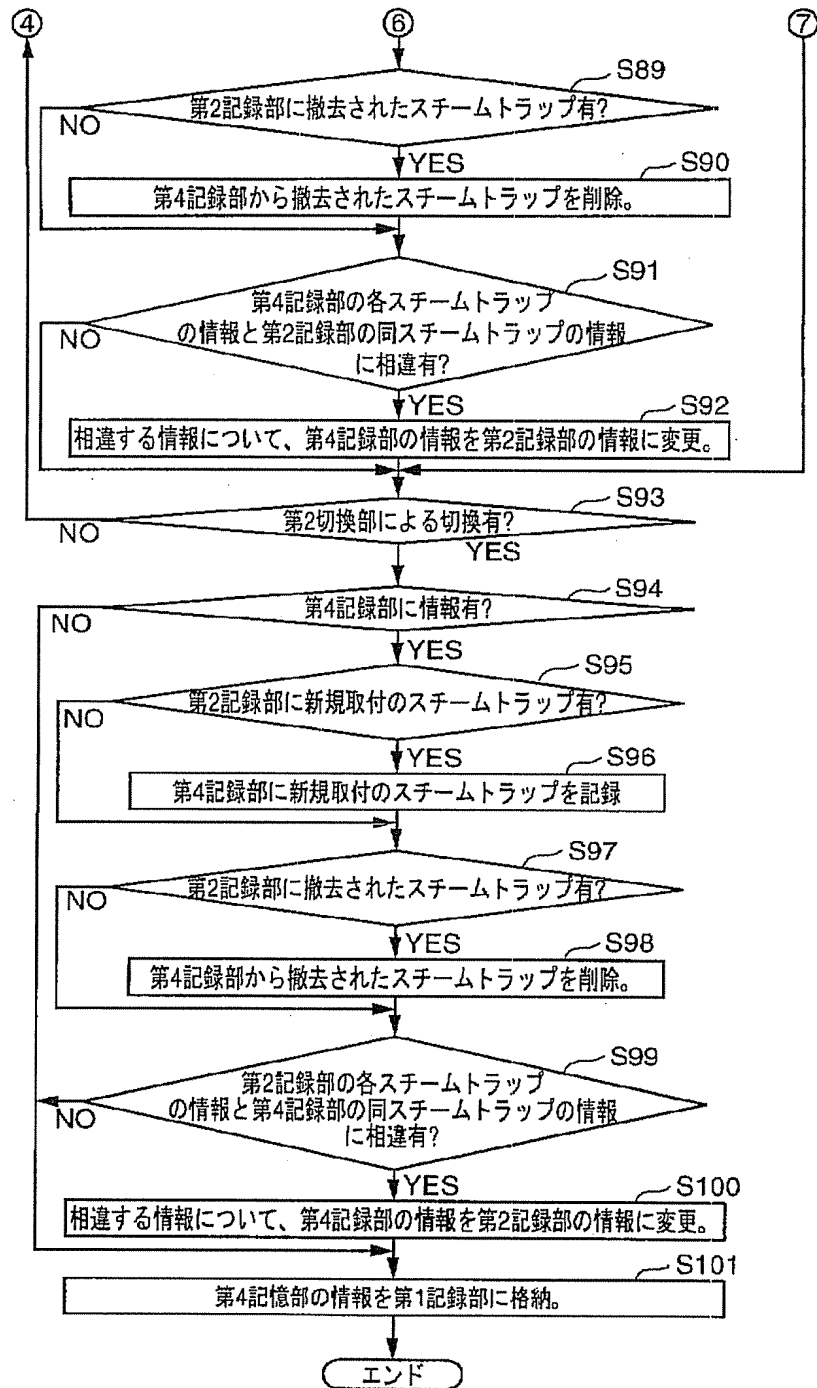 ④
⑥
⑦
S89
第2記録部に撤去されたスチームトラップ有?
NO
YES
S90
第4記録部から撤去されたスチームトラップを削除。
S91
第4記録部の各スチームトラップ
の情報と第2記録部の同スチームトラップの情報
に相違有?
NO
YES
S92
相違する情報について、第4記録部の情報を第2記録部の情報に変更。
S93
第2切換部による切換有?
NO
YES
S94
第4記録部に情報有?
NO
YES
S95
第2記録部に新規取付のスチームトラップ有?
NO
YES
S96
第4記録部に新規取付のスチームトラップを記録
S97
第2記録部に撤去されたスチームトラップ有?
NO
YES
S98
第4記録部から撤去されたスチームトラップを削除。
S99
第2記録部の各スチームトラップ
の情報と第4記録部の同スチームトラップの情報
に相違有?
NO
YES
S100
相違する情報について、第4記録部の情報を第2記録部の情報に変更。
S101
第4記憶部の情報を第1記録部に格納。
エンド